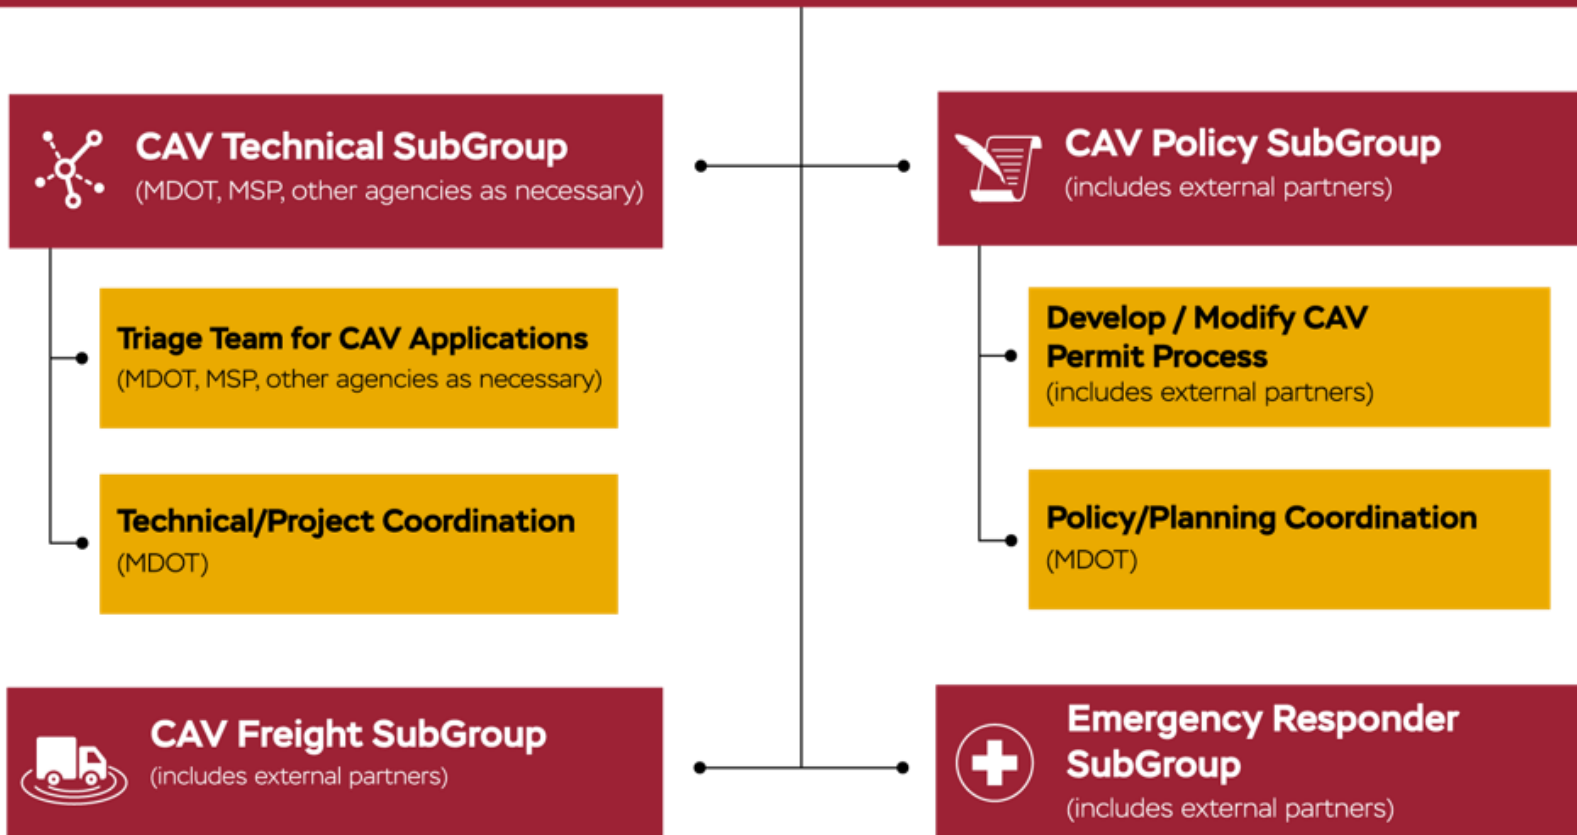 CAV Technical SubGroup
(MDOT, MSP, other agencies as necessary)
Triage Team for CAV Applications
(MDOT, MSP, other agencies as necessary)
Technical/Project Coordination
(MDOT)
CAV Policy SubGroup
(includes external partners)
Develop / Modify CAV
Permit Process
(includes external partners)
Policy/Planning Coordination
(MDOT)
CAV Freight SubGroup
(includes external partners)
Emergency Responder
SubGroup
(includes external partners)